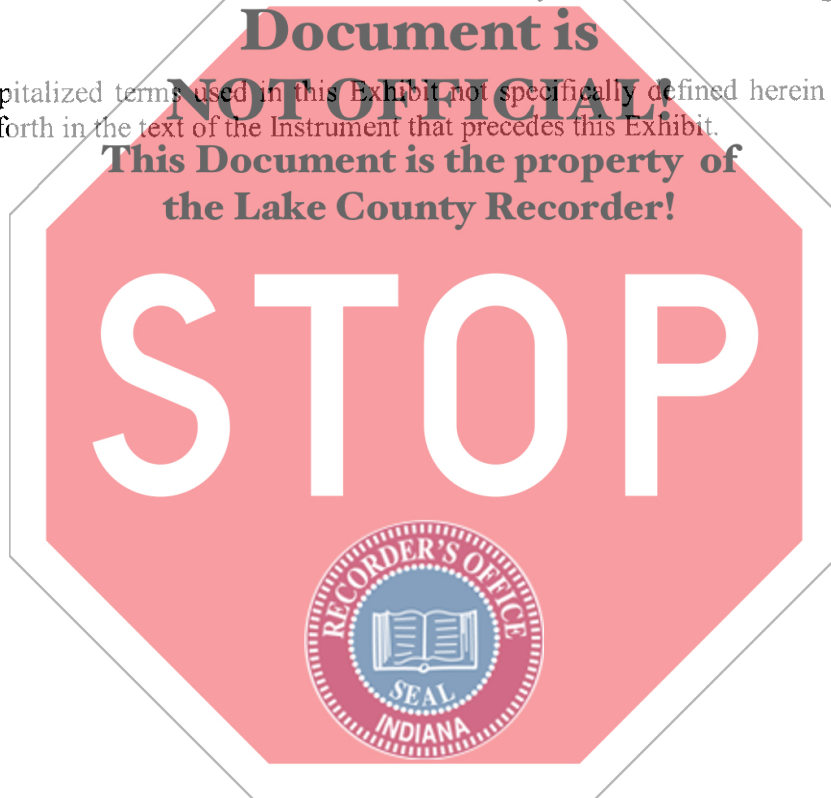 Document is
NOT OFFICIAL!
pitalized terms used in this Exhibit not specifically defined herein
forth in the text of the Instrument that precedes this Exhibit.
This Document is the property of
the Lake County Recorder!
STOP
RECORDER'S OFFICE
SEAL
INDIANA